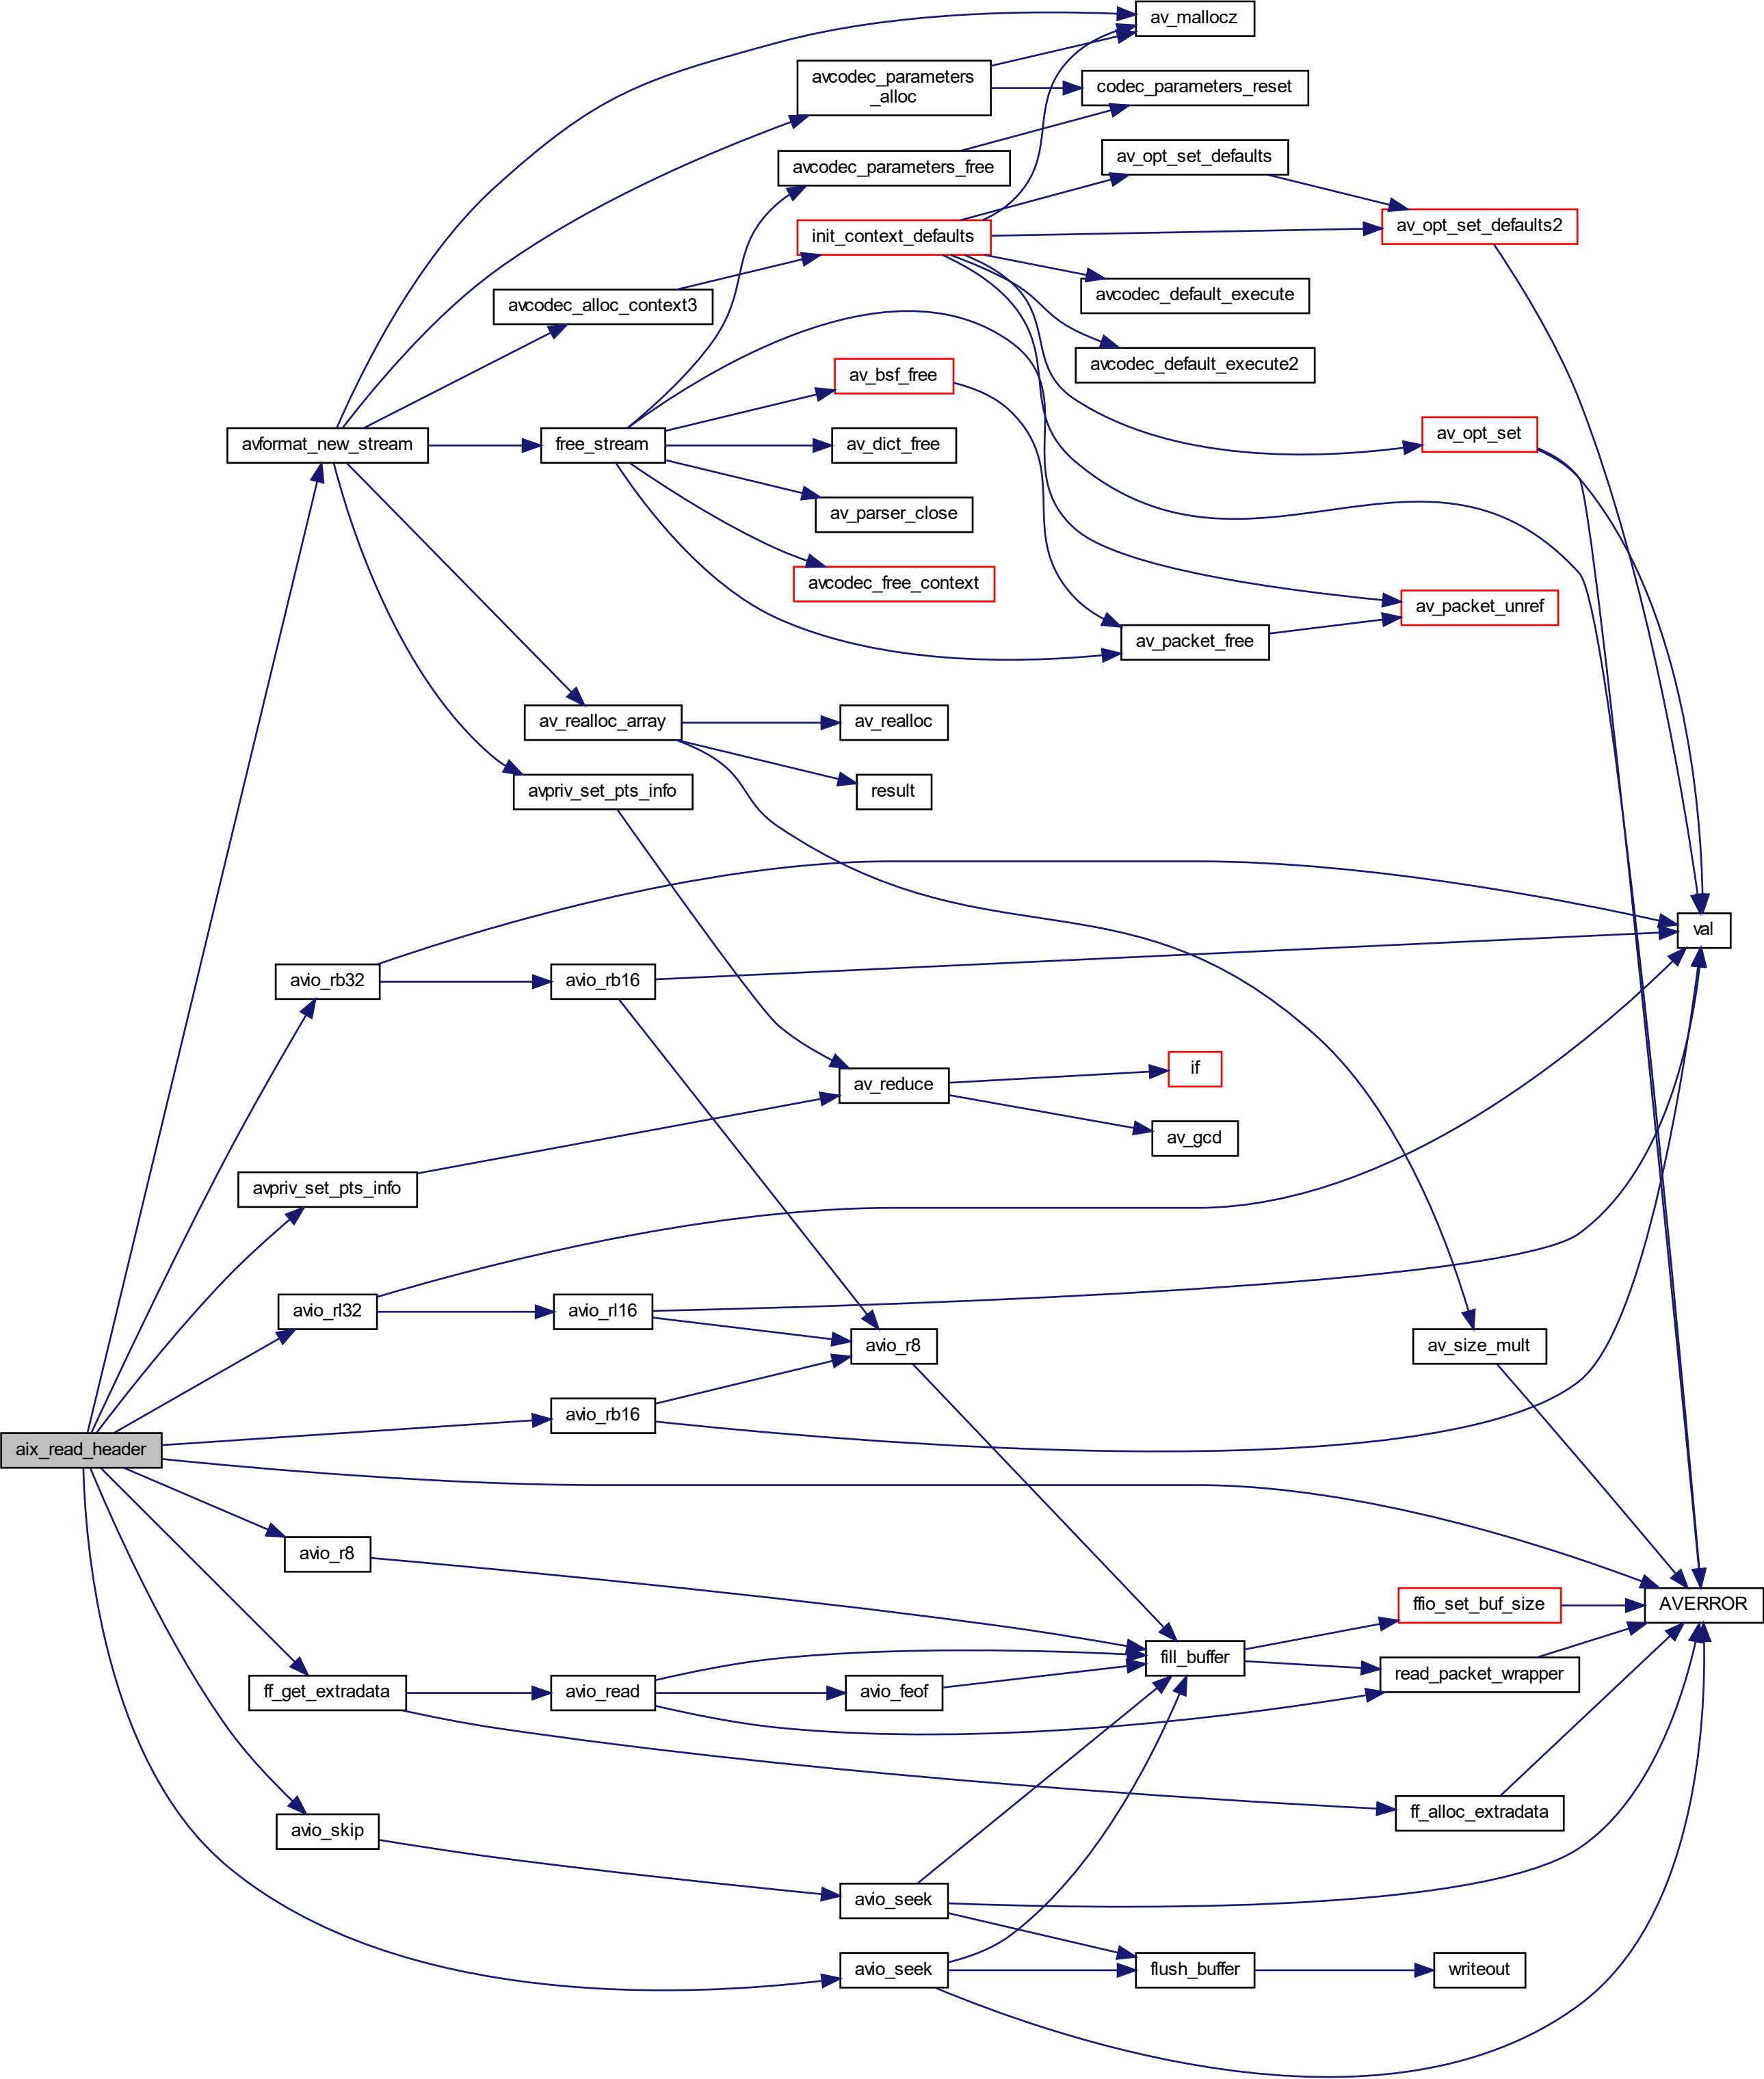 av_mallocz
avcodec_parameters
_alloc
codec_parameters_reset
av_opt_set_defaults
avcodec_parameters_free
init_context_defaults
av_opt_set_defaults2
avcodec_default_execute
avcodec_alloc_context3
avcodec_default_execute2
av_bsf_free
av_opt_set
avformat_new_stream
free_stream
av_dict_free
av_parser_close
avcodec_free_context
av_packet_unref
av_packet_free
av_realloc_array
av_realloc
avpriv_set_pts_info
result
val
avio_rb32
avio_rb16
if
av_reduce
av_gcd
avpriv_set_pts_info
avio_rl32
avio_rl16
avio_r8
av_size_mult
avio_rb16
aix_read_header
avio_r8
ffio_set_buf_size
AVERROR
fill_buffer
read_packet_wrapper
ff_get_extradata
avio_read
avio_feof
ff_alloc_extradata
avio_skip
avio_seek
avio_seek
flush_buffer
writeout